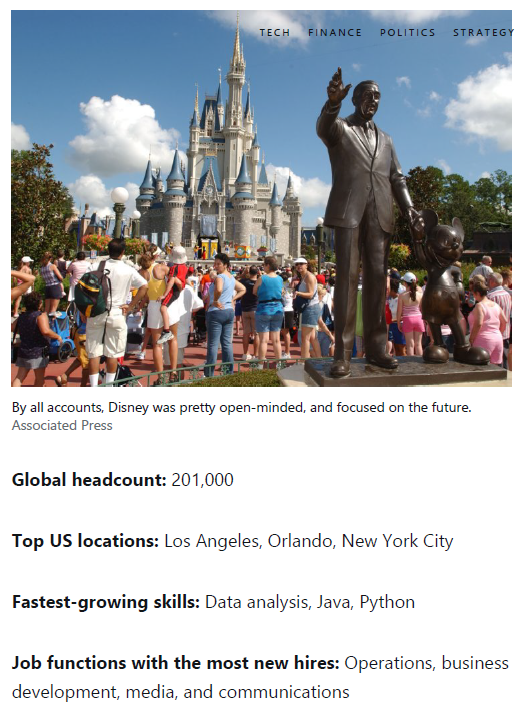 TECH FINANCE POLITICS STRATEGY
By all accounts, Disney was pretty open-minded, and focused on the future.
Associated Press
Global headcount: 201,000
Top US locations: Los Angeles, Orlando, New York City
Fastest-growing skills: Data analysis, Java, Python
Job functions with the most new hires: Operations, business
development, media, and communications